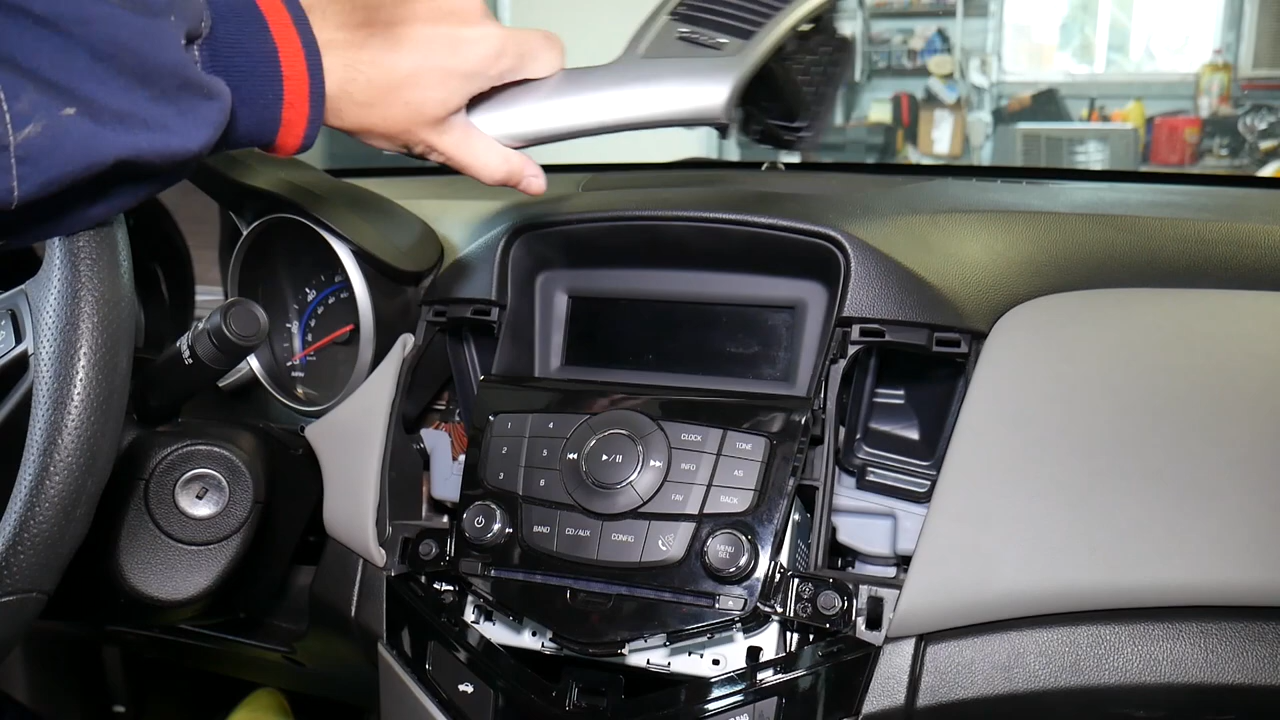 1
4
2
5
3
6
CLOCK
TONE
INFO
AS
FAV
BACK
BAND
CD/AUX
CONFIG
MENU
SEL